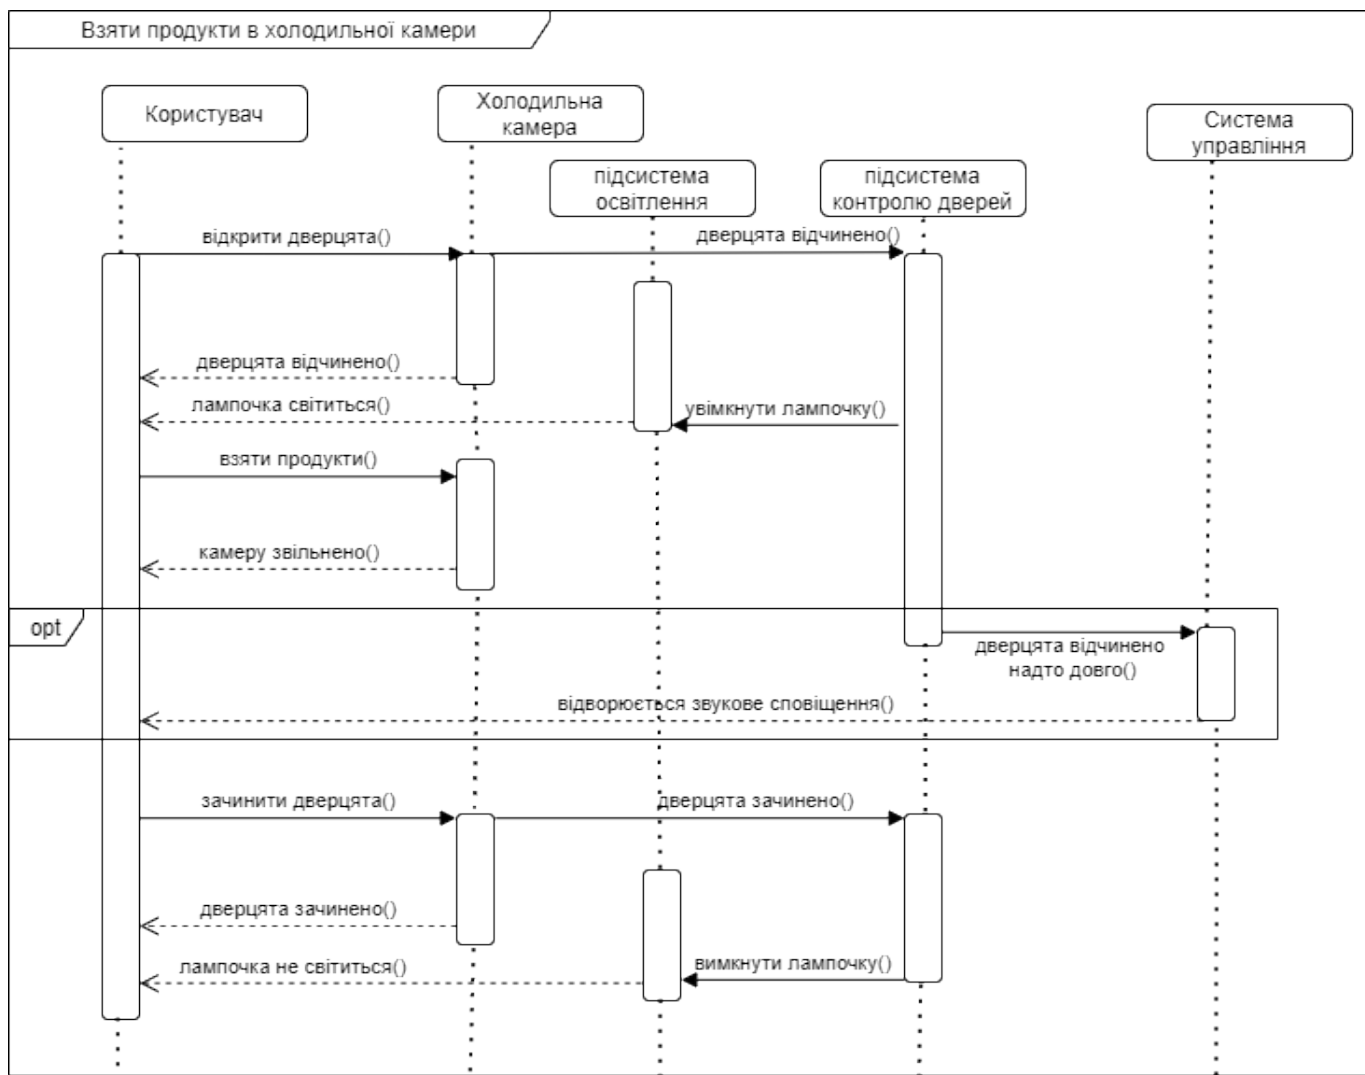 Взяти продукти в холодильної камери
Користувач
Холодильна
камера
Система
управління
підсистема
освітлення
підсистема
контролю дверей
відкрити дверцята()
дверцята відчинено()
дверцята відчинено()
лампочка світиться()
увімкнути лампочку()
взяти продукти()
камеру звільнено()
opt
дверцята відчинено
надто довго()
відворюється звукове сповіщення()
зачинити дверцята()
дверцята зачинено()
дверцята зачинено()
лампочка не світиться()
вимкнути лампочку()